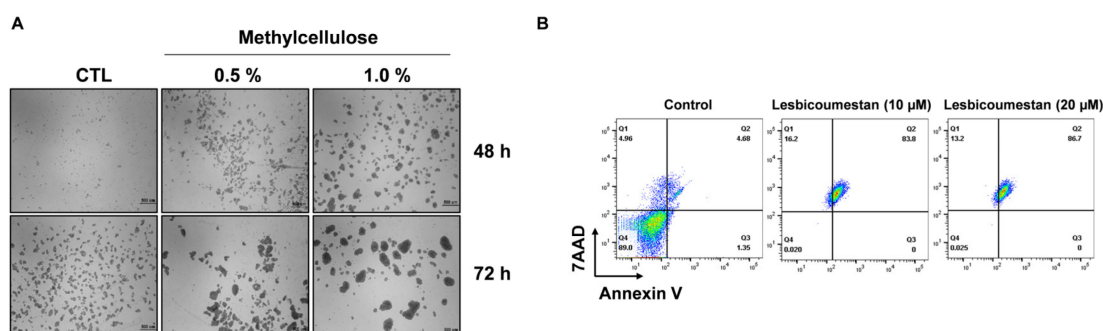 A
Methylcellulose
CTL
0.5 %
1.0 %
48 h
72 h
B
Control
Lesbicoumestan (10 μM)
Lesbicoumestan (20 μM)
Q1
4.96
Q2
4.68
Q4
89.0
Q3
1.35
Q1
16.2
Q2
83.8
Q4
0.020
Q3
0
Q1
13.2
Q2
86.7
Q4
0.025
Q3
0
7AAD
Annexin V